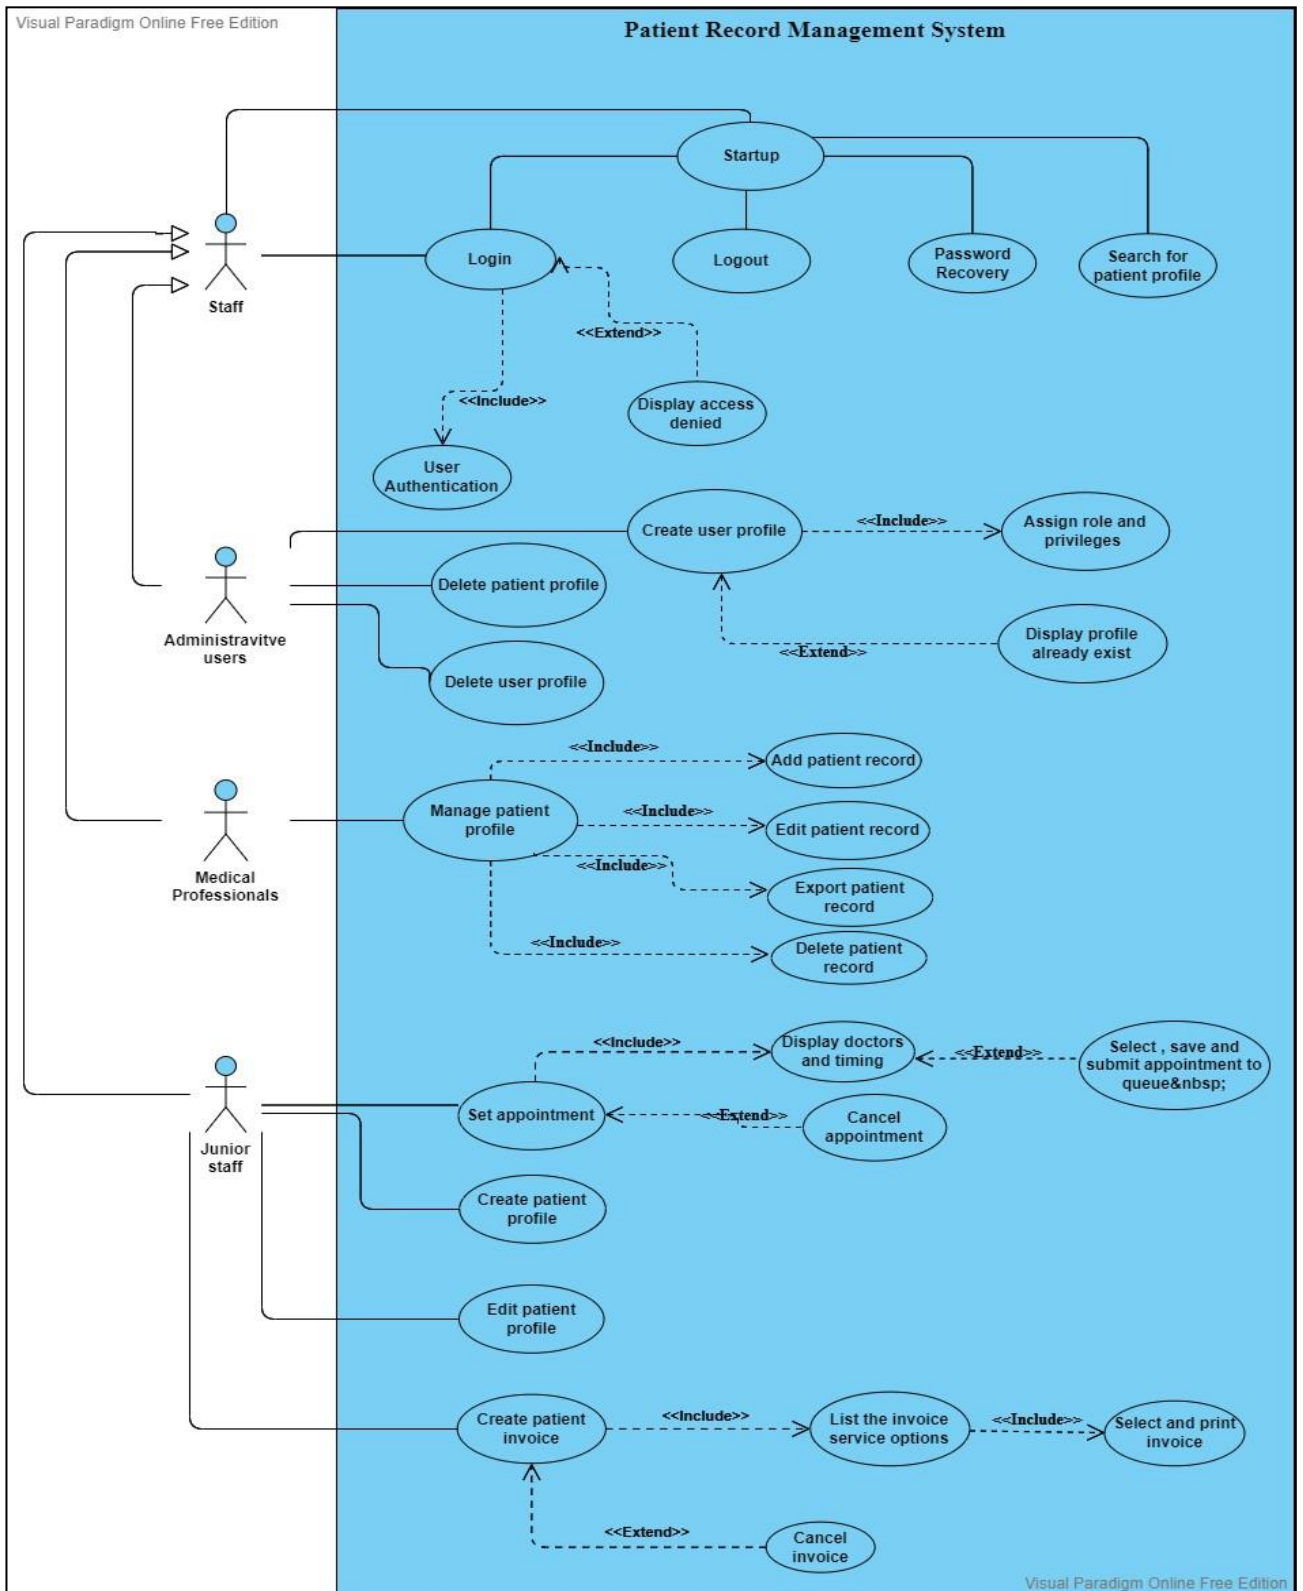 Visual Paradigm Online Free Edition
Patient Record Management System
Startup
Login
Logout
Password
Recovery
Search for
patient profile
Staff
<<Extend>>
<<Include>>
Display access
denied
User
Authentication
Create user profile
<<Include>>
Assign role and
privileges
Delete patient profile
Administravitve
users
<<Extend>>
Display profile
already exist
Delete user profile
<<Include>>
Add patient record
Manage patient
profile
<<Include>>
Edit patient record
<<Include>>
Medical
Professionals
Export patient
record
<<Include>>
Delete patient
record
<<Include>>
Display doctors
and timing
<<Extend>>
Select , save and
submit appointment to
queue&nbsp;
Set appointment
<<Extend>>
Cancel
appointment
Junior
staff
Create patient
profile
Edit patient
profile
Create patient
invoice
<<Include>>
List the invoice
service options
<<Include>>
Select and print
invoice
<<Extend>>
Cancel
invoice
Visual Paradigm Online Free Edition